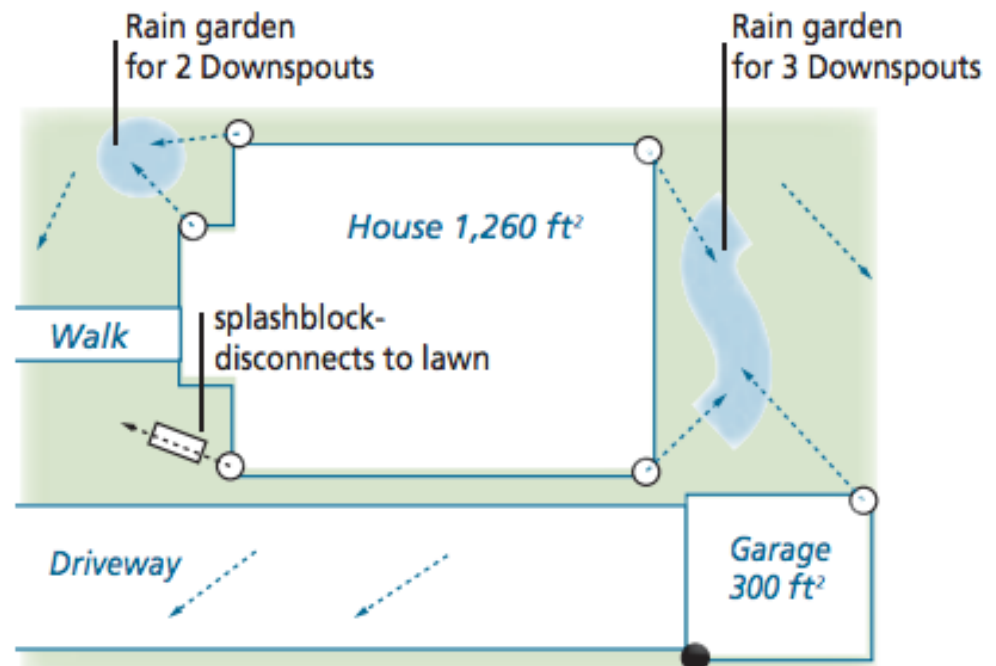 Rain garden
for 2 Downspouts
Rain garden
for 3 Downspouts
House 1,260 ft²
Walk
splashblock-
disconnects to lawn
Driveway
Garage
300 ft²